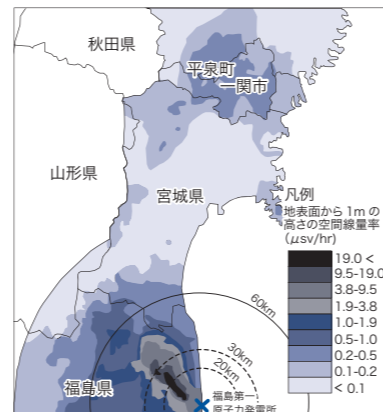 秋田県
平泉町
一関市
山形県
宮城県
凡例
地表面から1mの
高さの空間線量率
(μsv/hr)
19.0 <
9.5-19.0
3.8-9.5
1.9-3.8
1.0-1.9
0.5-1.0
0.2-0.5
0.1-0.2
< 0.1
60km
30km
20km
福島県
福島第一
原子力発電所